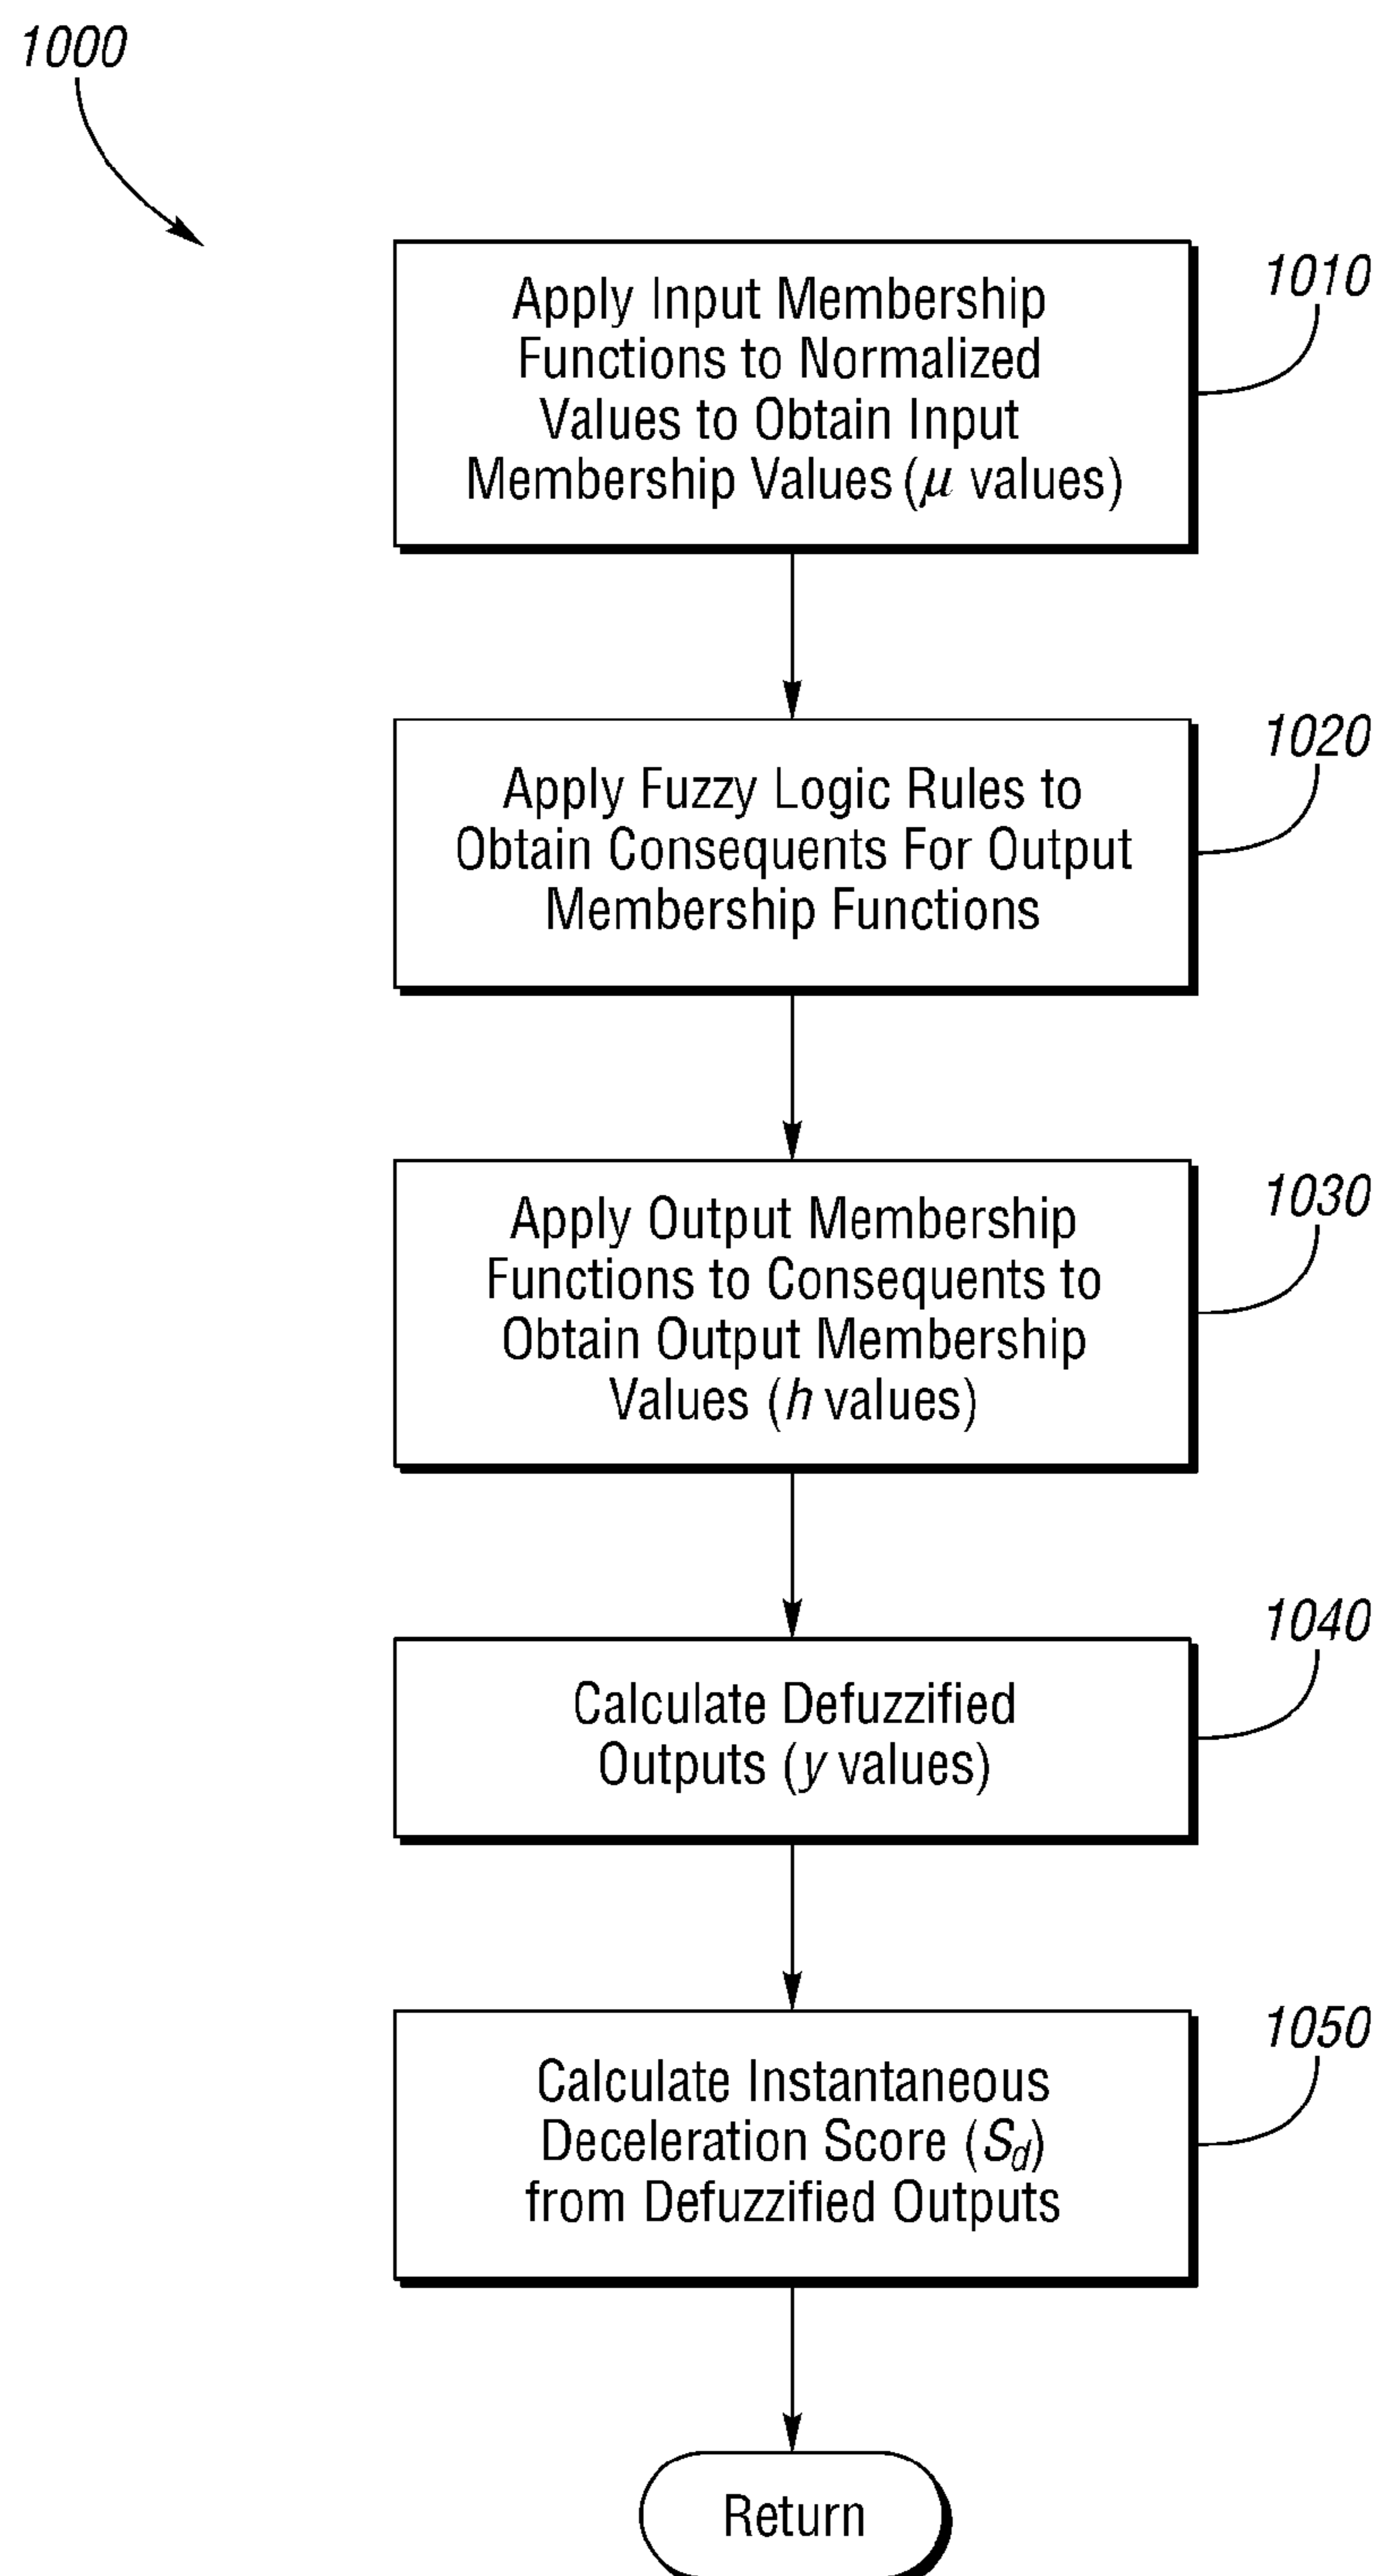 1000
Apply Input Membership
Functions to Normalized
Values to Obtain Input
Membership Values (μ values)
1010
Apply Fuzzy Logic Rules to
Obtain Consequents For Output
Membership Functions
1020
Apply Output Membership
Functions to Consequents to
Obtain Output Membership
Values (h values)
1030
Calculate Defuzzified
Outputs (y values)
1040
Calculate Instantaneous
Deceleration Score (Sd)
from Defuzzified Outputs
1050
Return